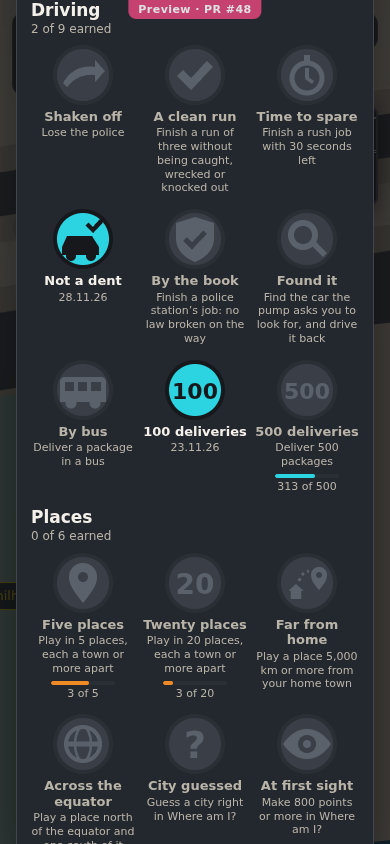 Driving
Preview · PR #48
2 of 9 earned
Shaken off
Lose the police
A clean run
Finish a run of
three without
being caught,
wrecked or
knocked out
Time to spare
Finish a rush job
with 30 seconds
left
Not a dent
28.11.26
By the book
Finish a police
station’s job: no
law broken on the
way
Found it
Find the car the
pump asks you to
look for, and drive
it back
By bus
Deliver a package
in a bus
100
100 deliveries
23.11.26
500
500 deliveries
Deliver 500
packages
313 of 500
Places
0 of 6 earned
Five places
Play in 5 places,
each a town or
more apart
3 of 5
20
Twenty places
Play in 20 places,
each a town or
more apart
3 of 20
Far from
home
Play a place 5,000
km or more from
your home town
Across the
equator
Play a place north
of the equator and
one south of it
?
City guessed
Guess a city right
in Where am I?
At first sight
Make 800 points
or more in Where
am I?